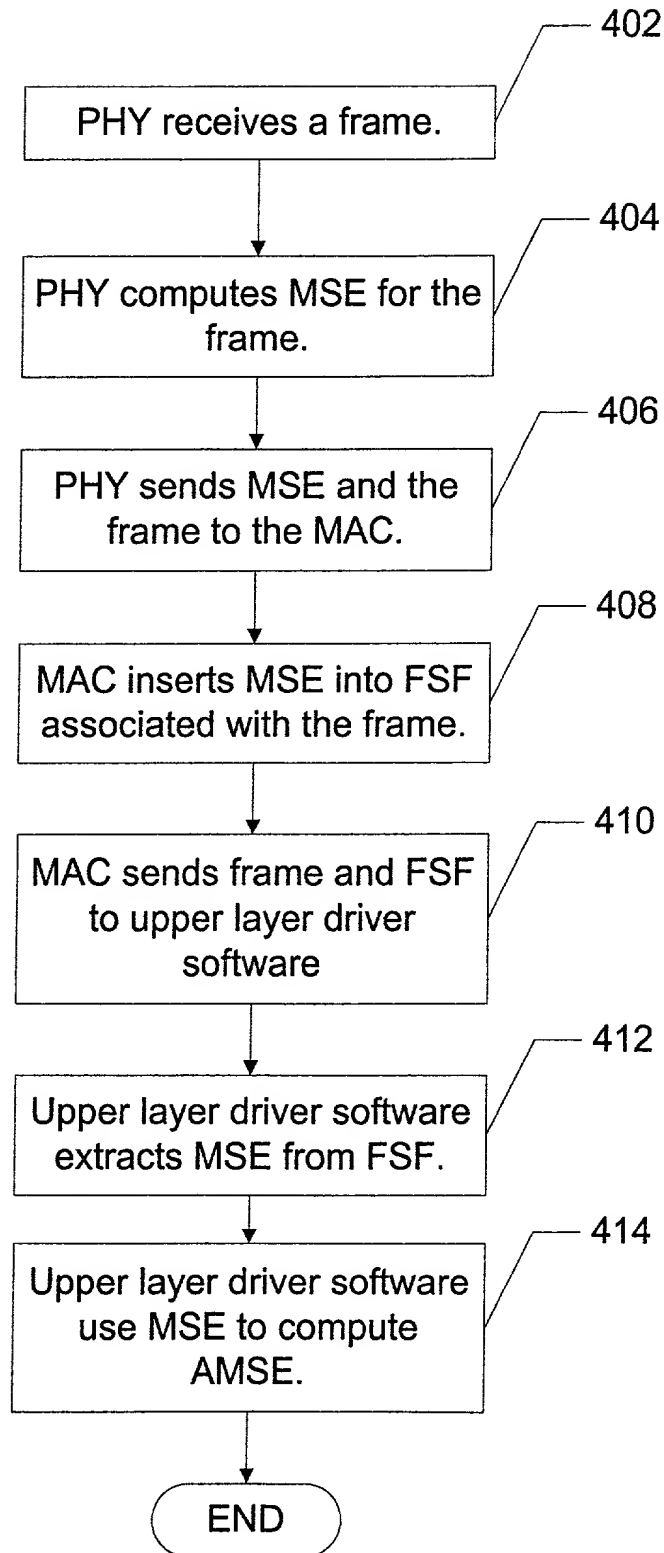 402
PHY receives a frame.
404
PHY computes MSE for the
frame.
406
PHY sends MSE and the
frame to the MAC.
408
MAC inserts MSE into FSF
associated with the frame.
410
MAC sends frame and FSF
to upper layer driver
software
412
Upper layer driver software
extracts MSE from FSF.
414
Upper layer driver software
use MSE to compute
AMSE.
END